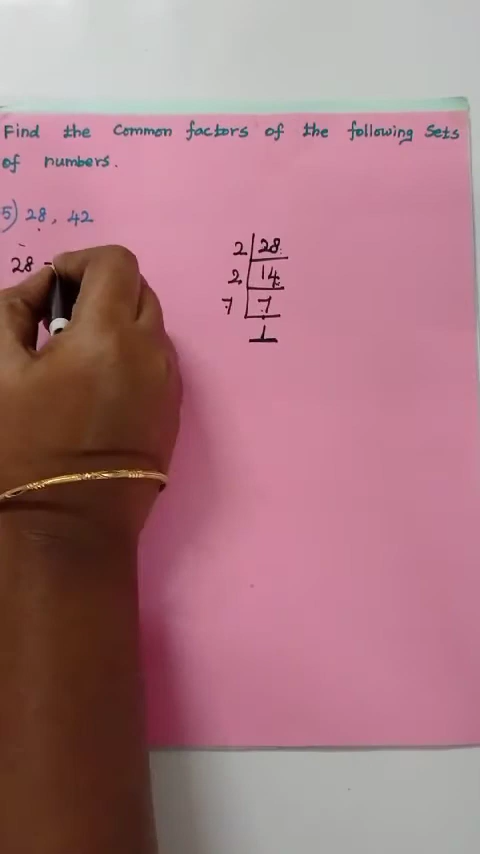 Find the Common factors of the following Sets
of numbers.
5) 28, 42
28 =
2 | 28
2 | 14
7 | 7
1